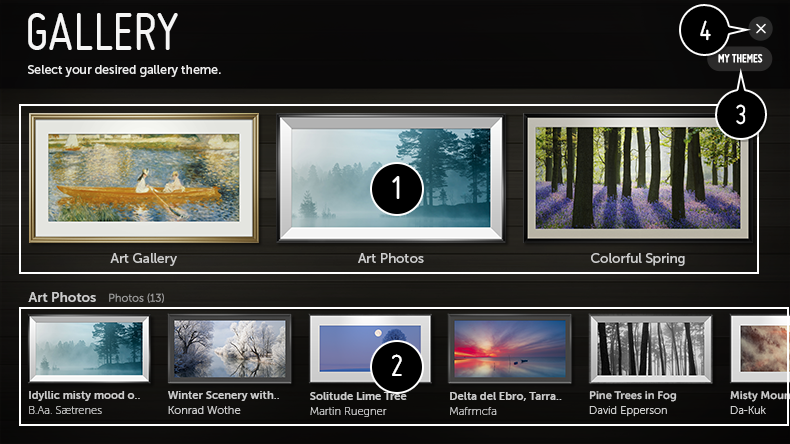 GALLERY
Select your desired gallery theme.
4
×
MY THEMES
3
1
Art Gallery
Art Photos
Colorful Spring
Art Photos Photos (13)
2
Idyllic misty mood o..
B.Aa. Sætrenes
Winter Scenery with..
Konrad Wothe
Solitude Lime Tree
Martin Ruegner
Delta del Ebro, Tarra..
Mafrmcfa
Pine Trees in Fog
David Epperson
Misty Moun
Da-Kuk